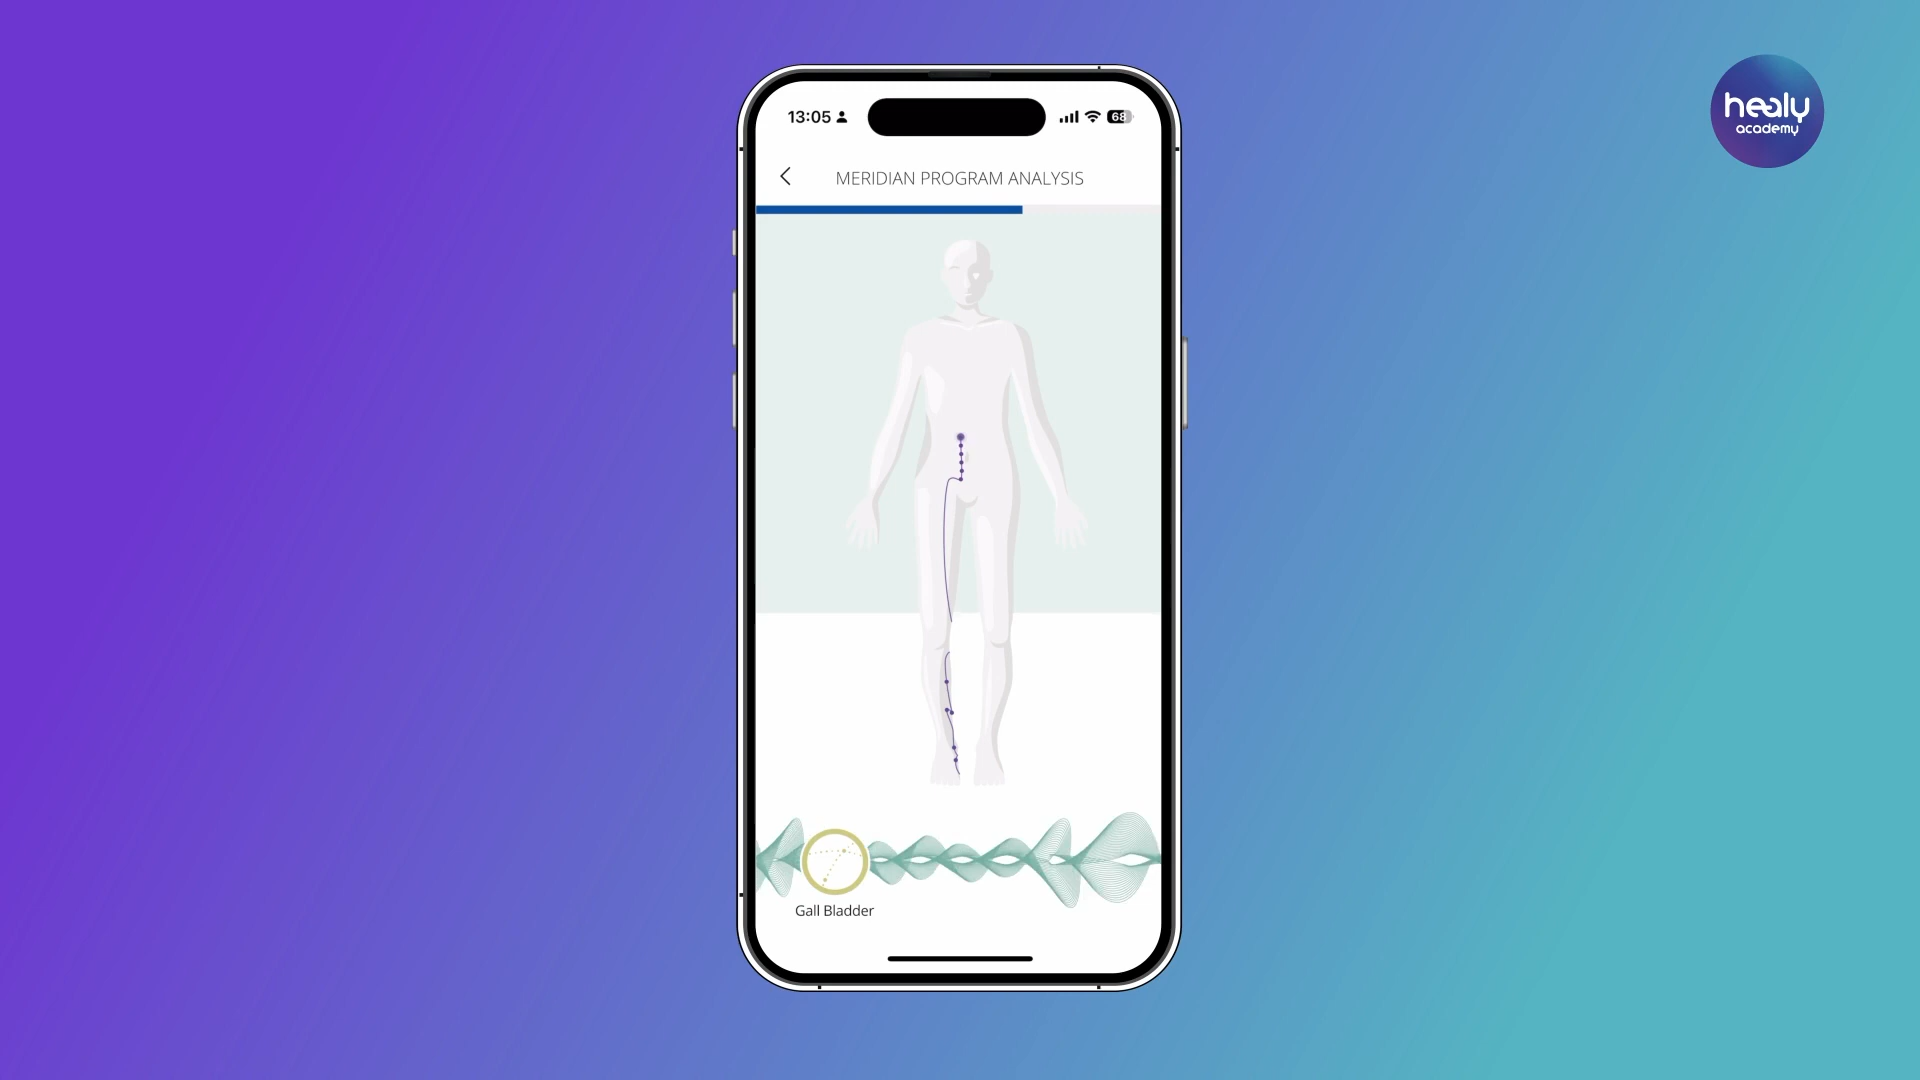 healy
academy
13:05
68
MERIDIAN PROGRAM ANALYSIS
Gall Bladder